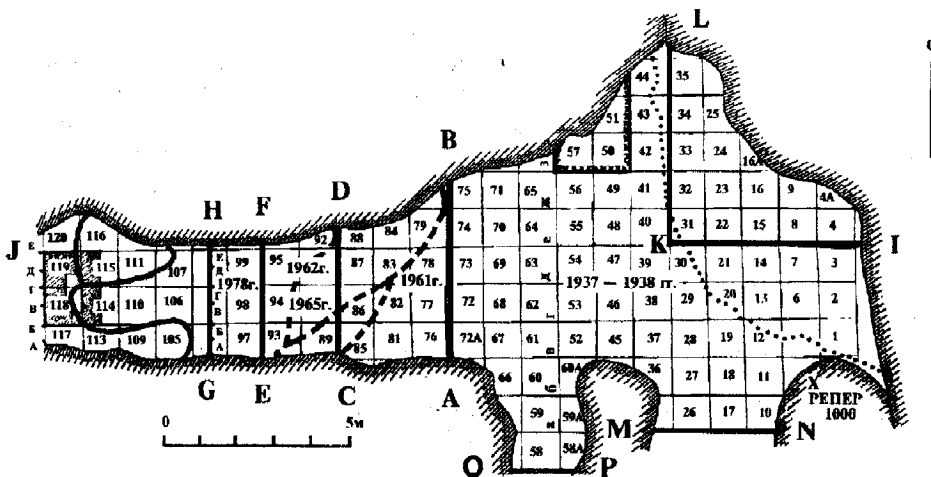 L
44 35
51 43 34 25
B 57 50 42 33 24 16А
H F D 75 71 65 з 56 49 41 32 23 16 9 4А
120 116 92 88 84 79 74 70 64 ж 55 48 40 31 22 15 8 4
J Е K I
119 115 111 107 Е Д 99 95 1962г. 87 83 1961г. 73 69 63 е 54 47 39 30 21 14 7 3
Д 1978г. 1937 – 1938 гг.
118 114 110 106 Г 98 94 1965г. 86 82 77 72 68 62 г 53 46 38 29 20 13 6 2
Г В
117 113 109 105 Б А 97 93 89 85 81 76 72А 67 61 в 52 45 37 28 19 12 1
Б А
G E C A 66 60 б 60А 36 27 18 11 X
РЕПЕР
1000
59 59А M 26 17 10 N
0 5м
58 58А
O P